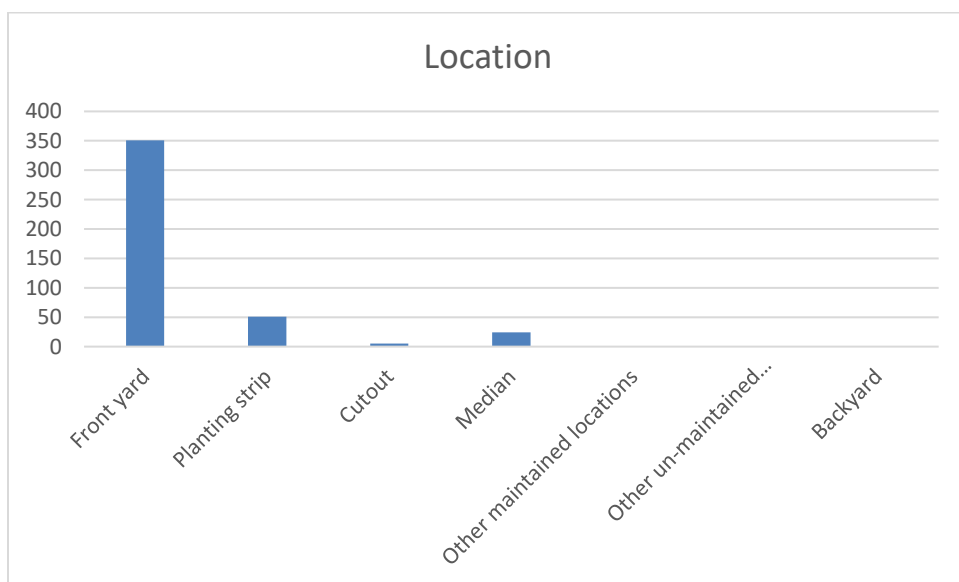 Location
400
350
300
250
200
150
100
50
0
Front yard
Planting strip
Cutout
Median
Other maintained locations
Other un-maintained...
Backyard